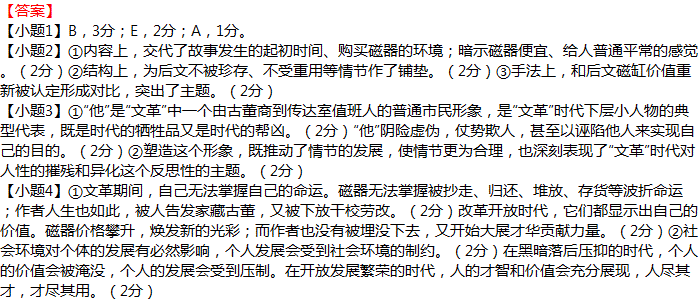 【答案】
【小题1】B，3分；E，2分；A，1分。
【小题2】①内容上，交代了故事发生的起初时间、购买磁器的环境；暗示磁器便宜、给人普通平常的感觉
。（2分）②结构上，为后文不被珍存、不受重用等情节作了铺垫。（2分）③手法上，和后文磁缸价值重
新被认定形成对比，突出了主题。（2分）
【小题3】①“他”是“文革”中一个由古董商到传达室值班人的普通市民形象，是“文革”时代下层小人物的典
型代表，既是时代的牺牲品又是时代的帮凶。（2分）“他”阴险虚伪，仗势欺人，甚至以诬陷他人来实现自
己的目的。（2分）②塑造这个形象，既推动了情节的发展，使情节更为合理，也深刻表现了“文革”时代对
人性的摧残和异化这个反思性的主题。（2分）
【小题4】①文革期间，自己无法掌握自己的命运。磁器无法掌握被抄走、归还、堆放、存货等波折命运
；作者人生也如此，被人告发家藏古董，又被下放干校劳改。（2分）改革开放时代，它们都显示出自己的
价值。磁器价格攀升，焕发新的光彩；而作者也没有被埋没下去，又开始大展才华贡献力量。（2分）②社
会环境对个体的发展有必然影响，个人发展会受到社会环境的制约。（2分）在黑暗落后压抑的时代，个人
的价值会被淹没，个人的发展会受到压制。在开放发展繁荣的时代，人的才智和价值会充分展现，人尽其
才，才尽其用。（2分）